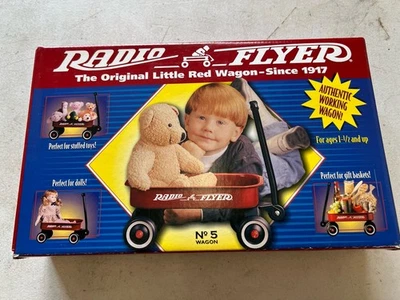 RADIO FLYER®
The Original Little Red Wagon-Since 1917
AUTHENTIC
WORKING
WAGON!
For ages 1-1/2 and up
Perfect for stuffed toys!
Perfect for dolls!
Perfect for gift baskets!
RADIO FLYER
Nº 5
WAGON